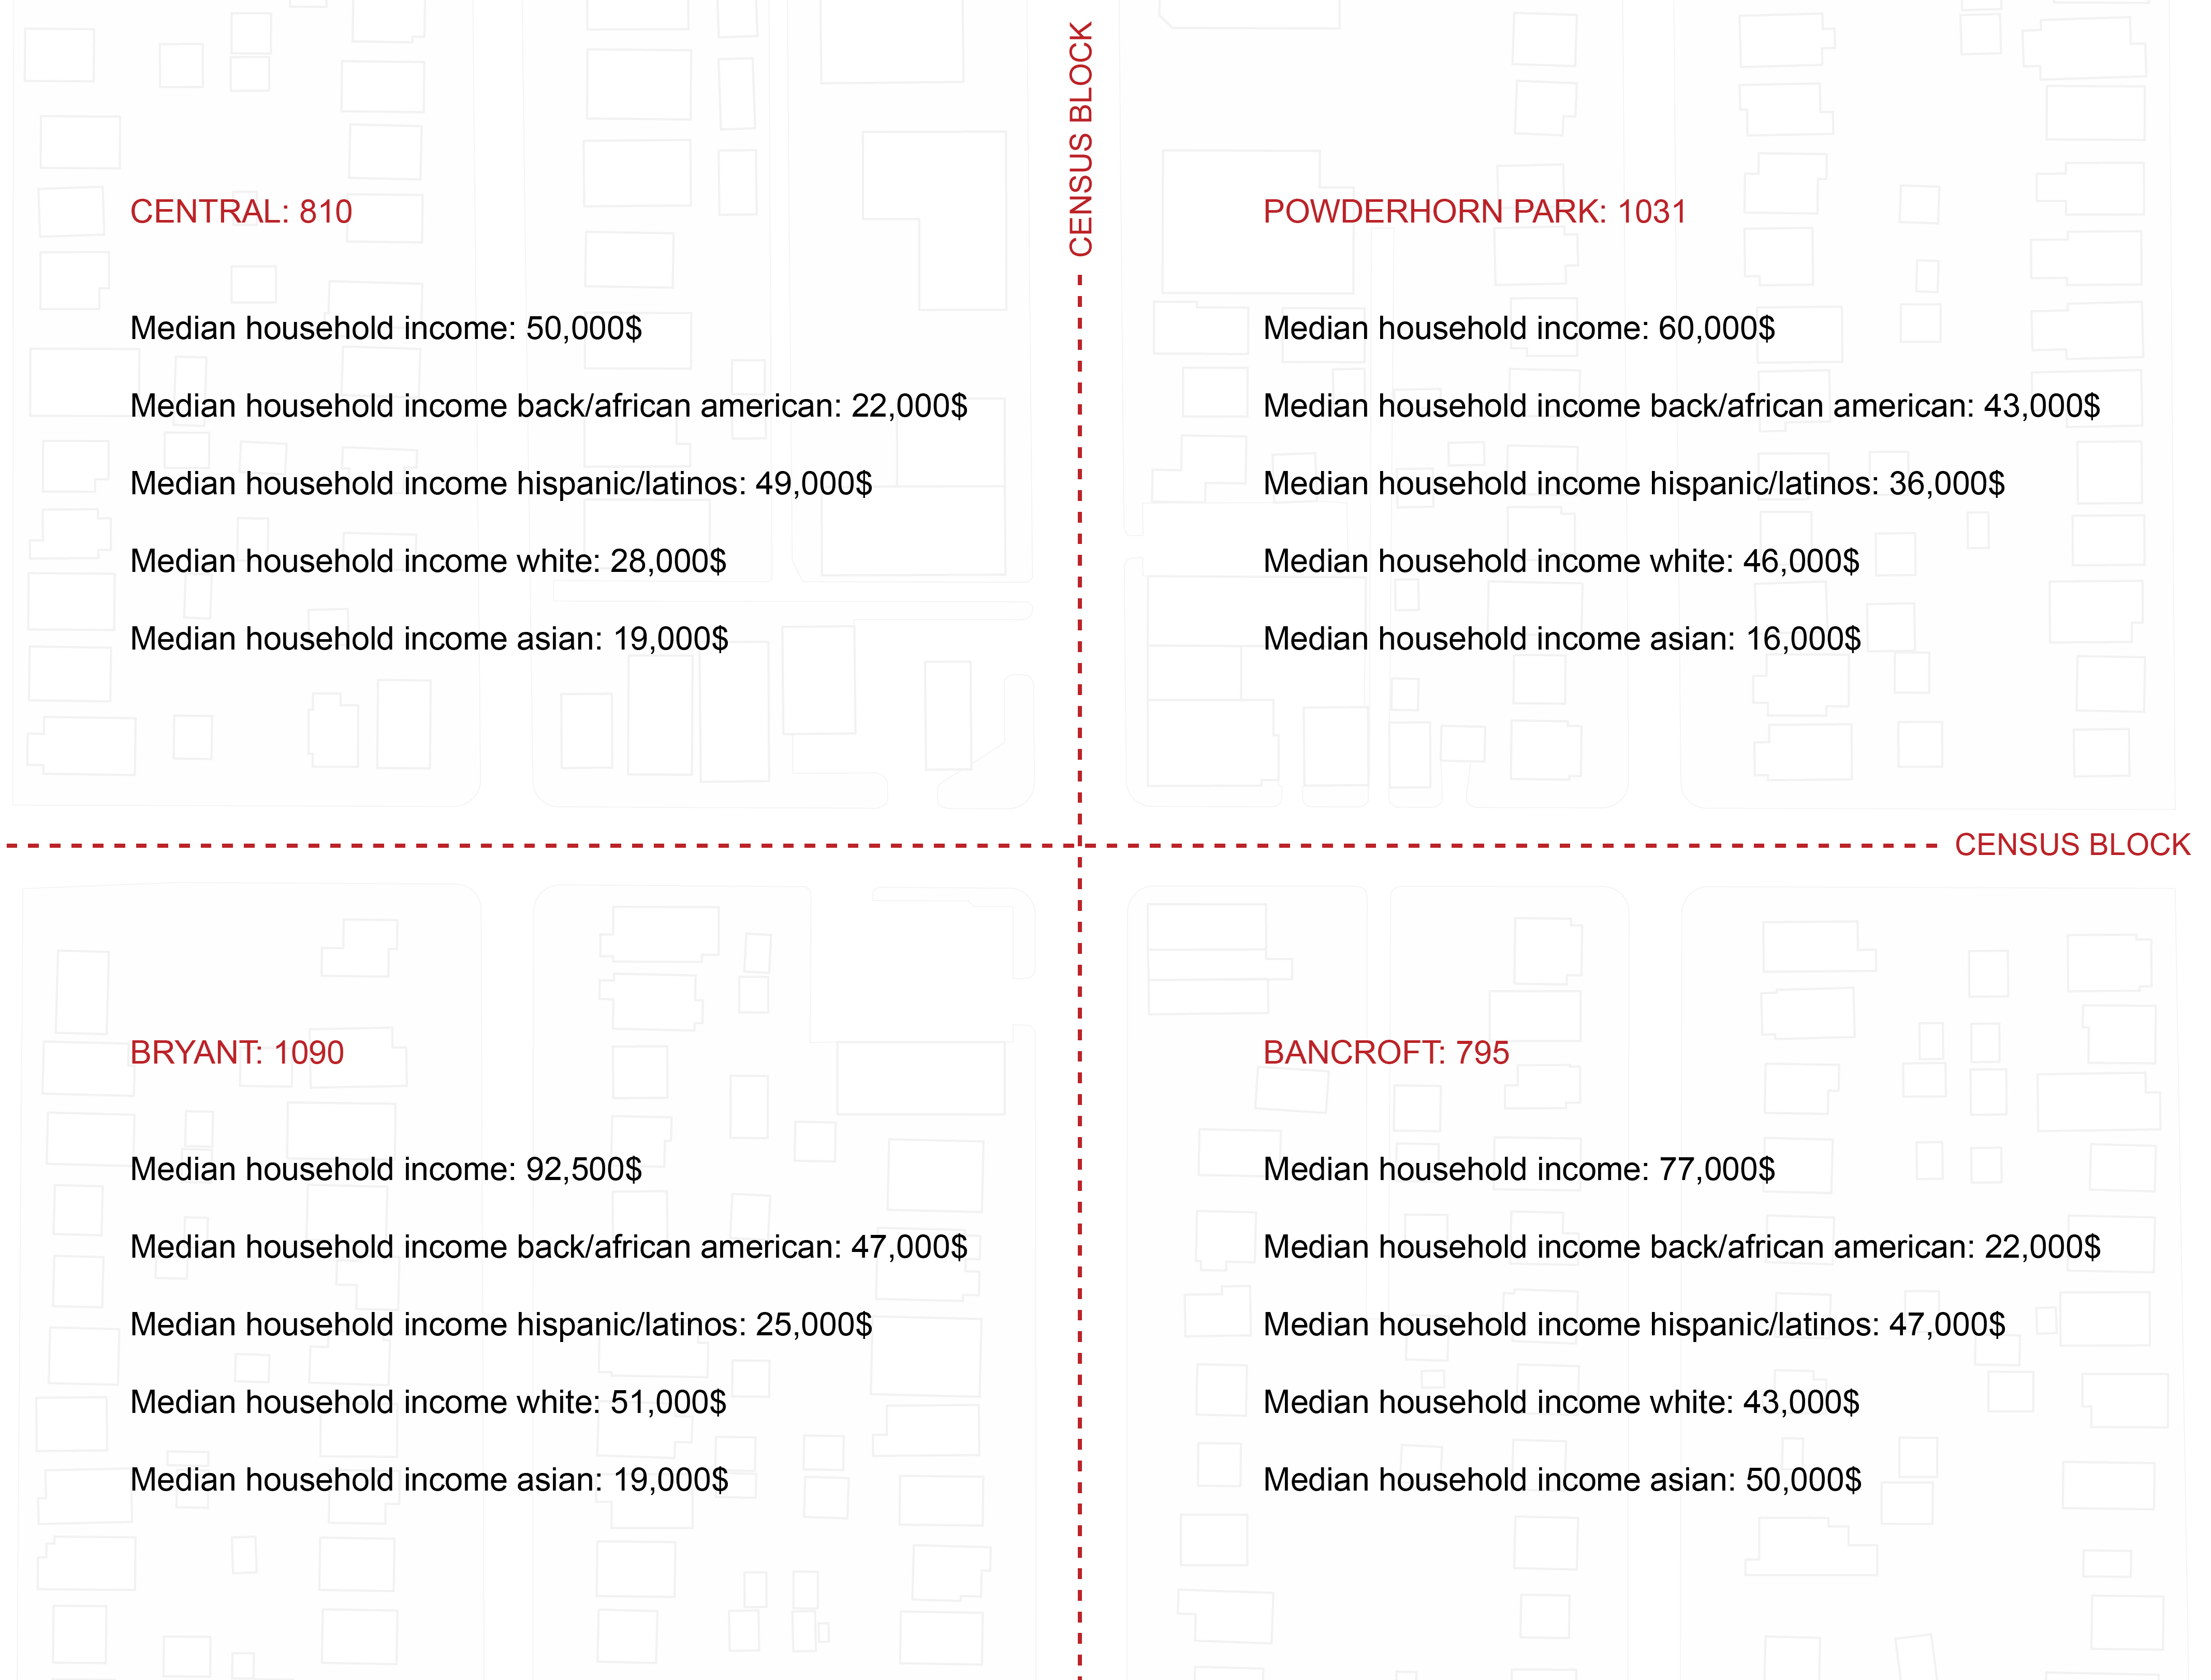 CENSUS BLOCK
CENTRAL: 810
Median household income: 50,000$
Median household income back/african american: 22,000$
Median household income hispanic/latinos: 49,000$
Median household income white: 28,000$
Median household income asian: 19,000$
POWDERHORN PARK: 1031
Median household income: 60,000$
Median household income back/african american: 43,000$
Median household income hispanic/latinos: 36,000$
Median household income white: 46,000$
Median household income asian: 16,000$
CENSUS BLOCK
BRYANT: 1090
Median household income: 92,500$
Median household income back/african american: 47,000$
Median household income hispanic/latinos: 25,000$
Median household income white: 51,000$
Median household income asian: 19,000$
BANCROFT: 795
Median household income: 77,000$
Median household income back/african american: 22,000$
Median household income hispanic/latinos: 47,000$
Median household income white: 43,000$
Median household income asian: 50,000$